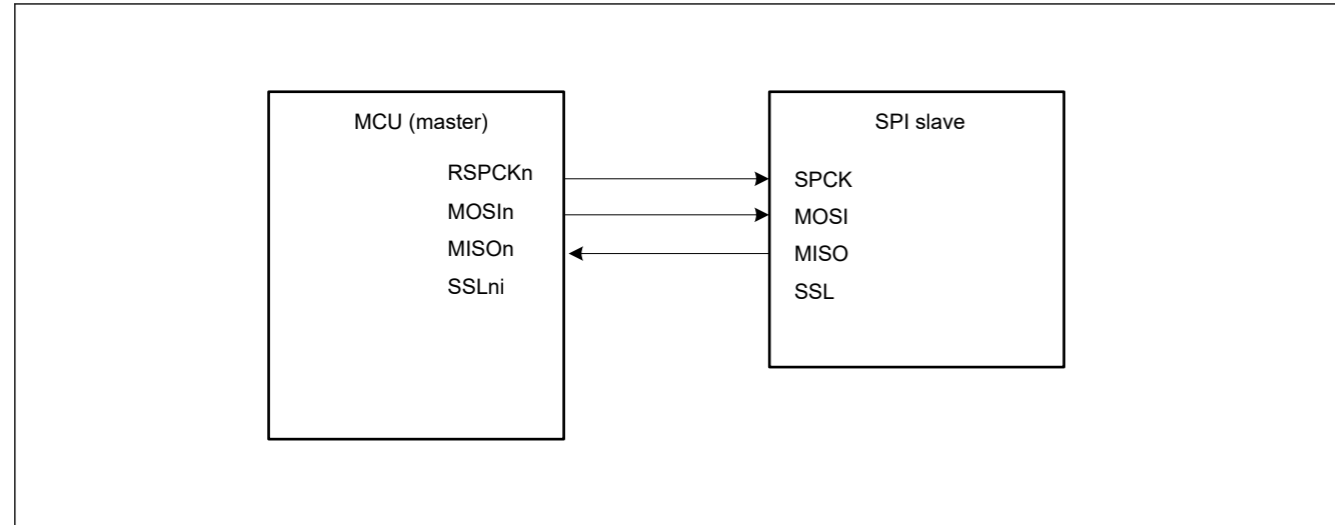 MCU (master)
RSPCKn
MOSIn
MISOn
SSLni
SPI slave
SPCK
MOSI
MISO
SSL